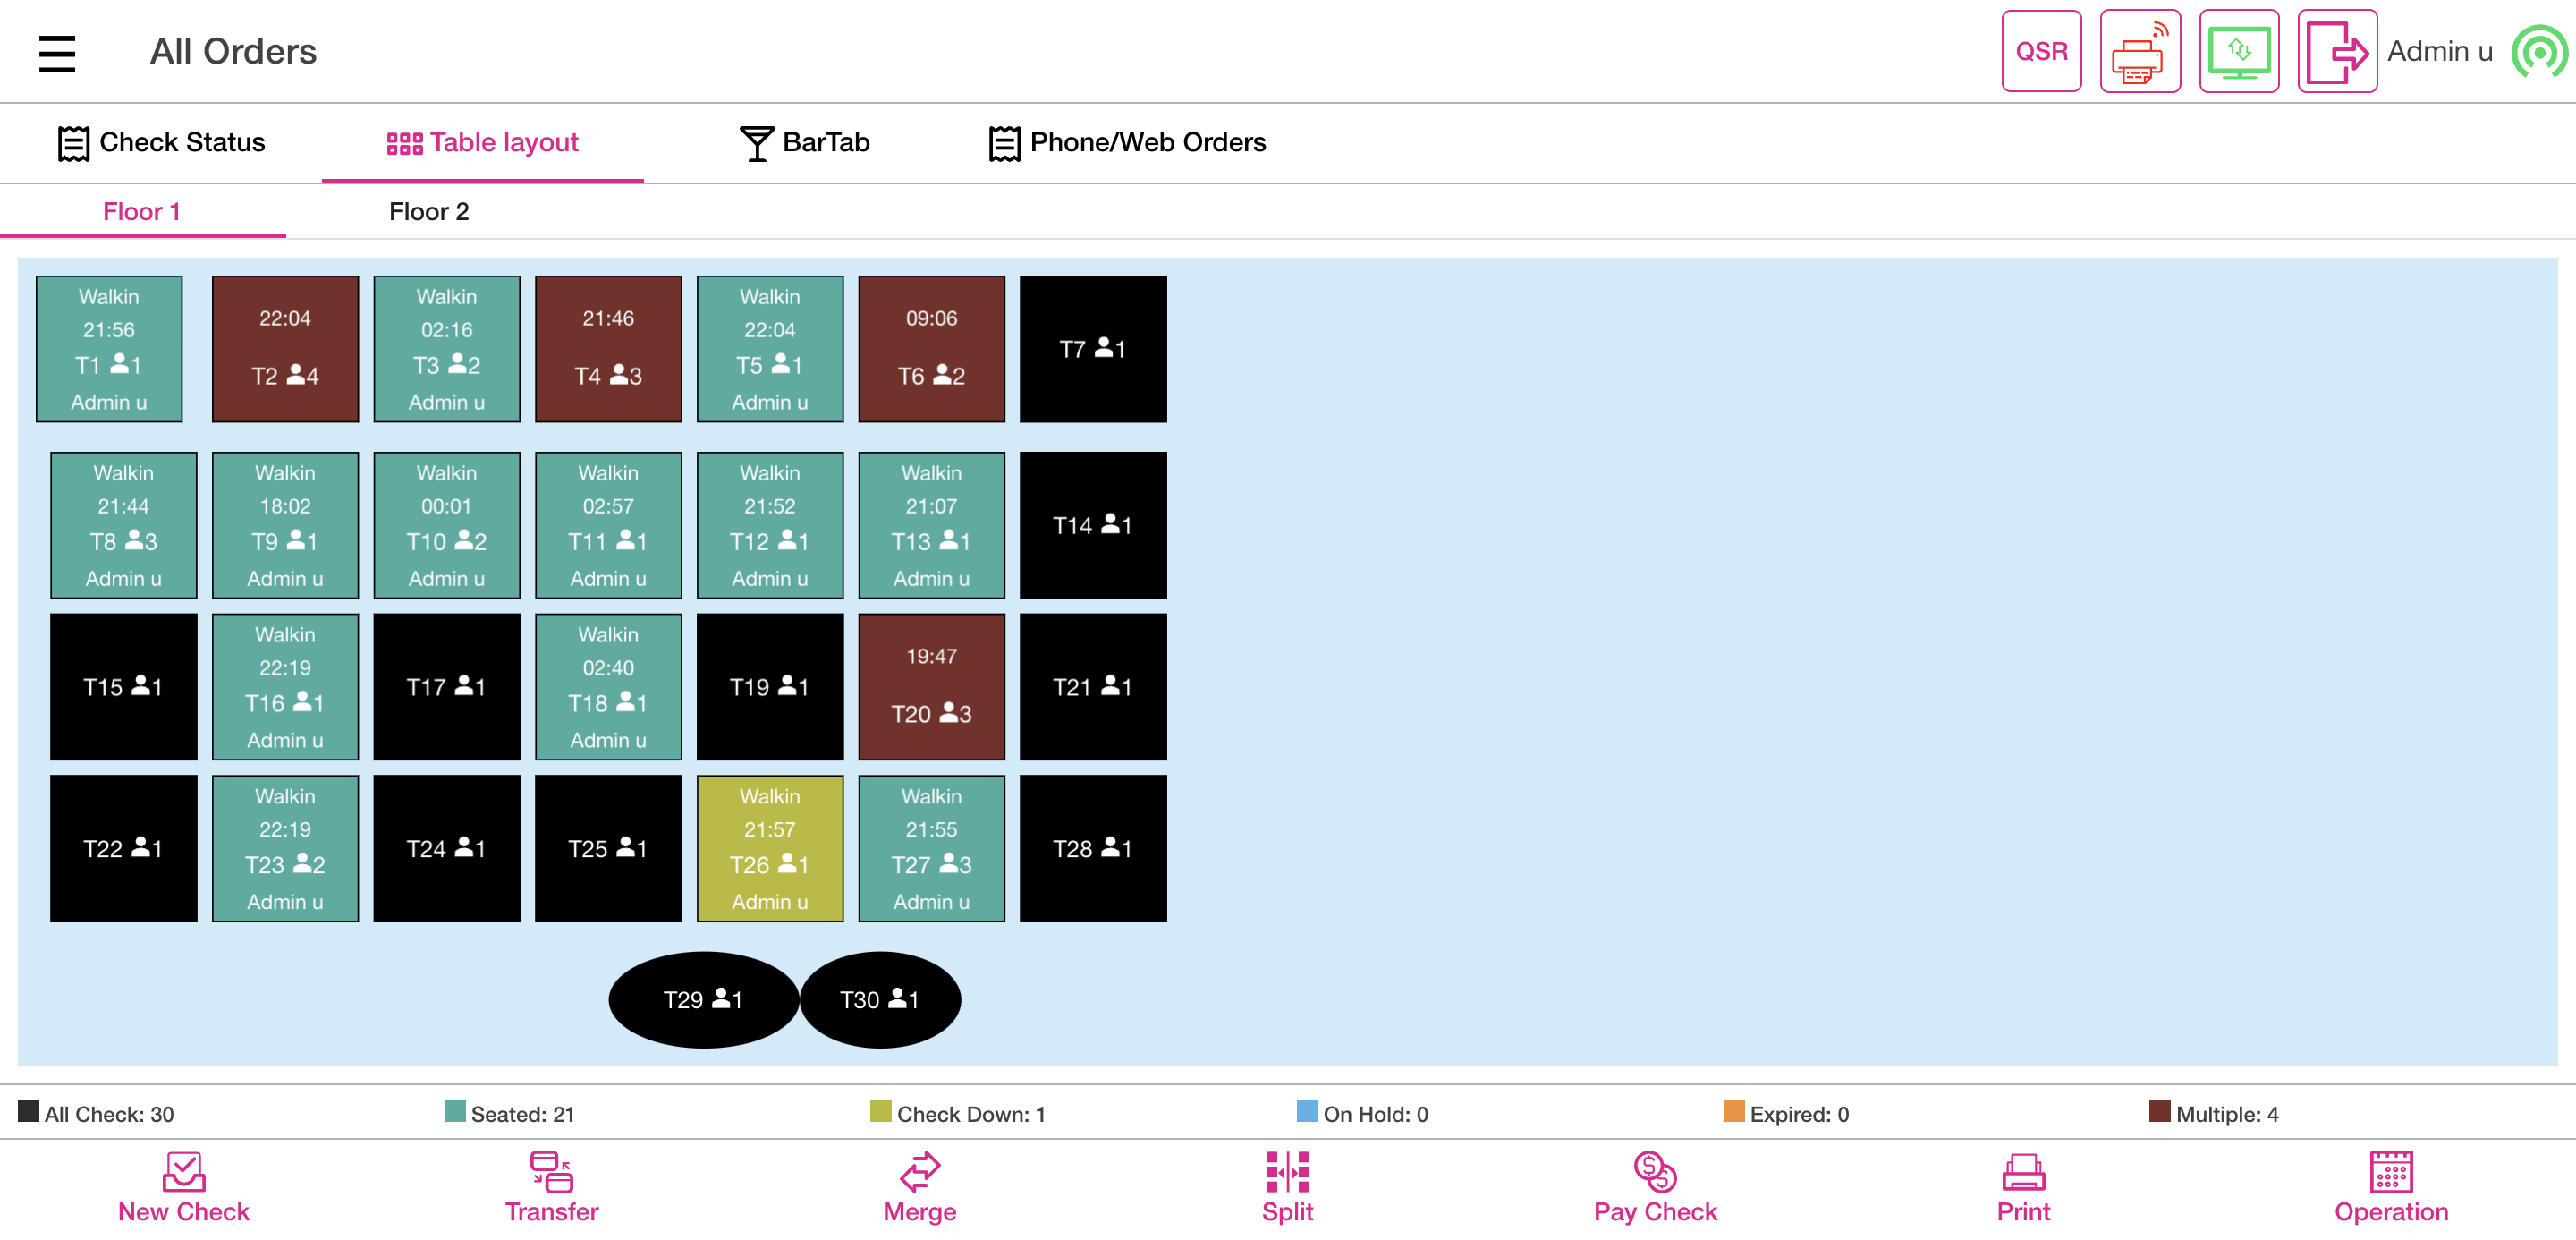 All Orders
QSR
Admin u
Check Status
Table layout
BarTab
Phone/Web Orders
Floor 1
Floor 2
Walkin
21:56
T1 1
Admin u
22:04
T2 4
Walkin
02:16
T3 2
Admin u
21:46
T4 3
Walkin
22:04
T5 1
Admin u
09:06
T6 2
T7 1
Walkin
21:44
T8 3
Admin u
Walkin
18:02
T9 1
Admin u
Walkin
00:01
T10 2
Admin u
Walkin
02:57
T11 1
Admin u
Walkin
21:52
T12 1
Admin u
Walkin
21:07
T13 1
Admin u
T14 1
T15 1
Walkin
22:19
T16 1
Admin u
T17 1
Walkin
02:40
T18 1
Admin u
T19 1
19:47
T20 3
T21 1
T22 1
Walkin
22:19
T23 2
Admin u
T24 1
T25 1
Walkin
21:57
T26 1
Admin u
Walkin
21:55
T27 3
Admin u
T28 1
T29 1
T30 1
All Check: 30
Seated: 21
Check Down: 1
On Hold: 0
Expired: 0
Multiple: 4
New Check
Transfer
Merge
Split
Pay Check
Print
Operation